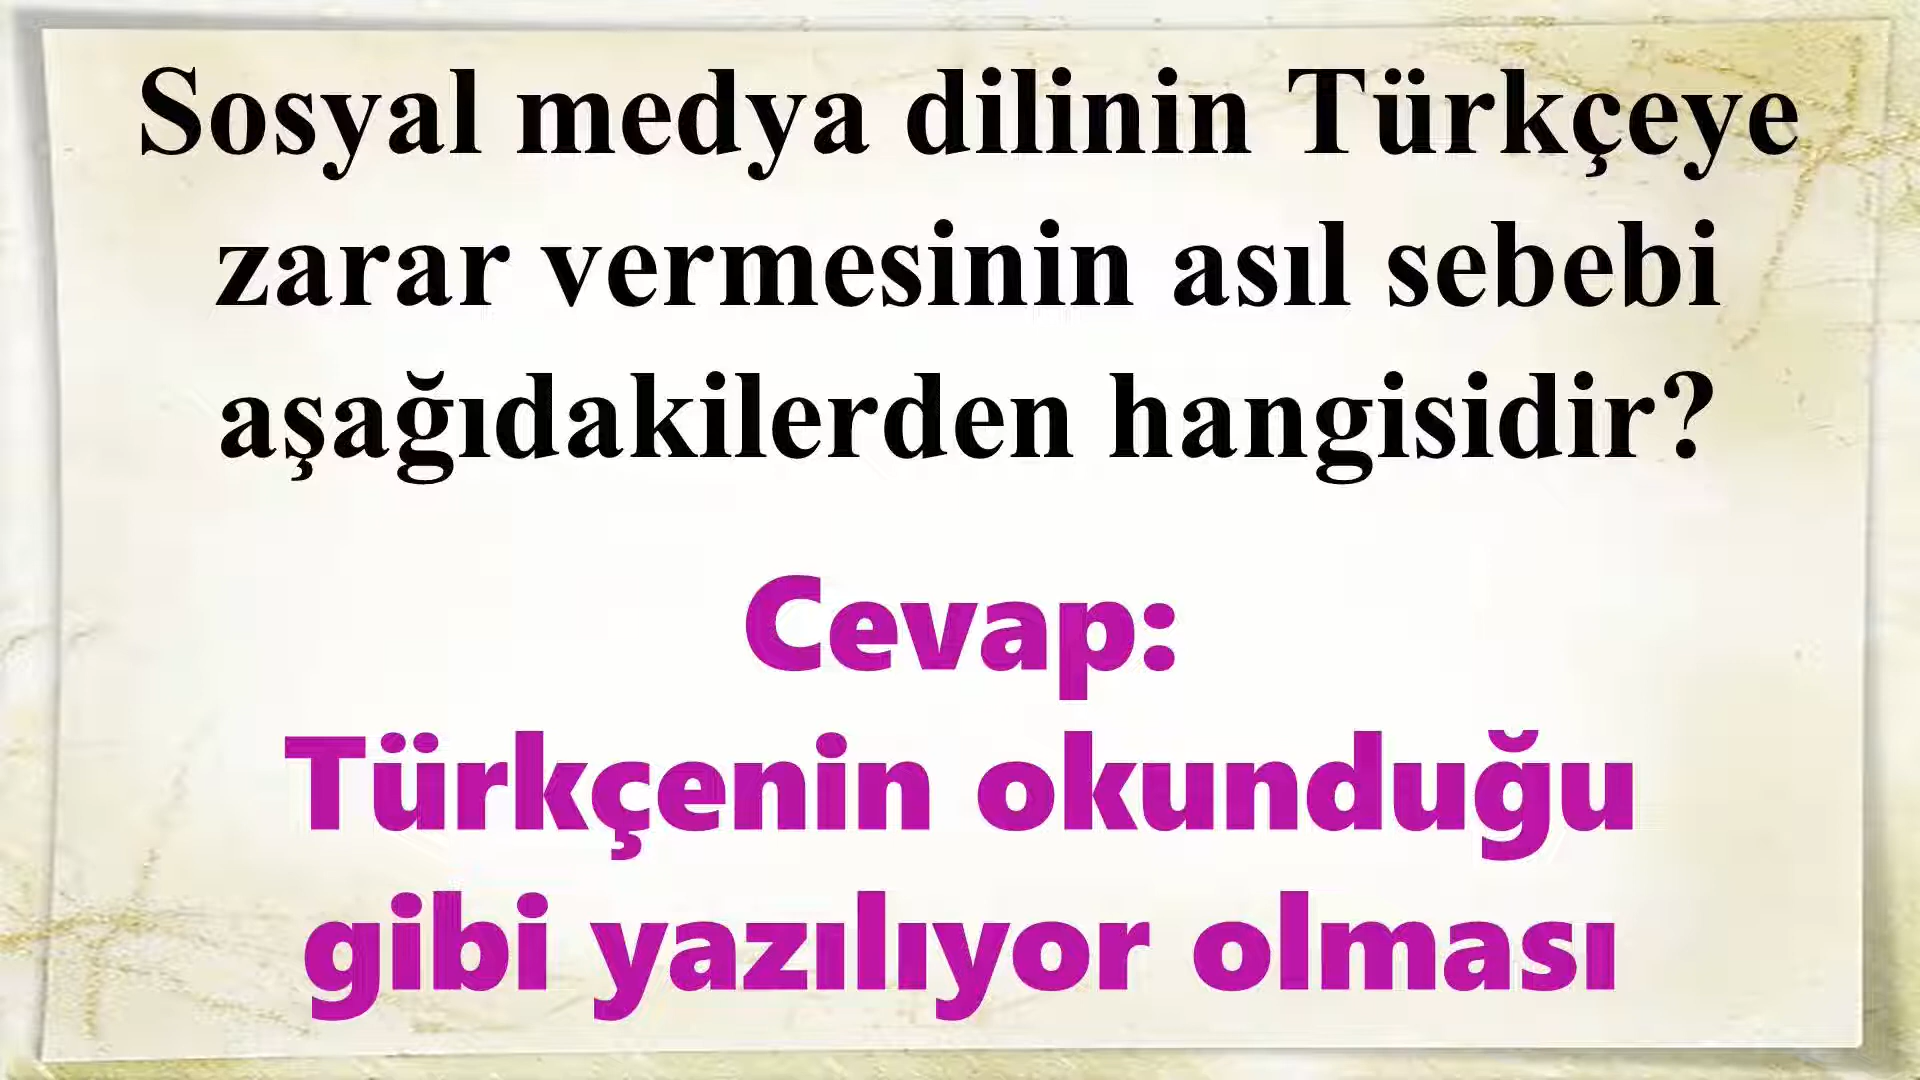 Sosyal medya dilinin Türkçeye
zarar vermesinin asıl sebebi
aşağıdakilerden hangisidir?
Cevap:
Türkçenin okunduğu
gibi yazılıyor olması